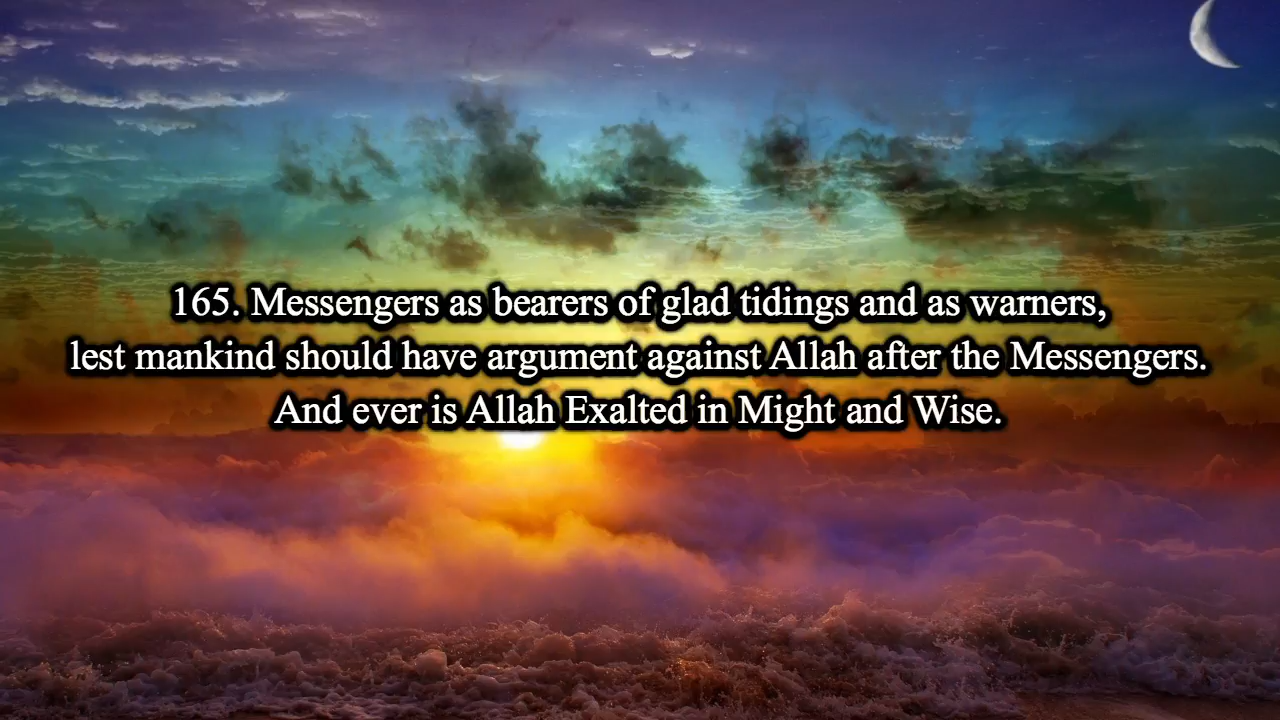 165. Messengers as bearers of glad tidings and as warners,
lest mankind should have argument against Allah after the Messengers.
And ever is Allah Exalted in Might and Wise.